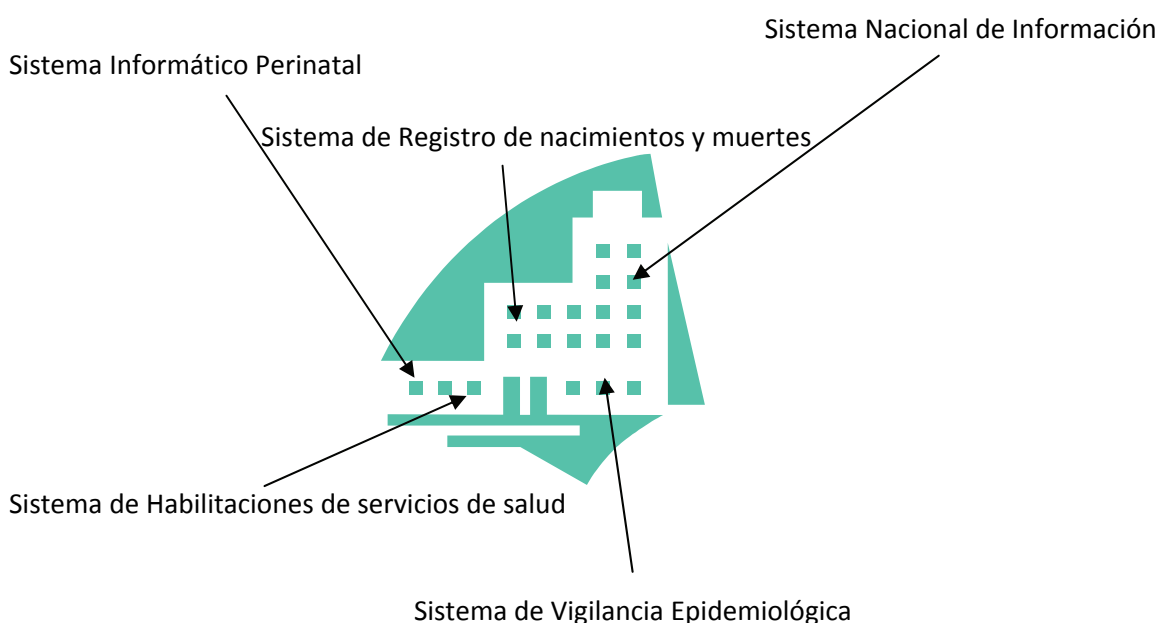 Sistema Nacional de Información
Sistema Informático Perinatal
Sistema de Registro de nacimientos y muertes
Sistema de Habilitaciones de servicios de salud
Sistema de Vigilancia Epidemiológica